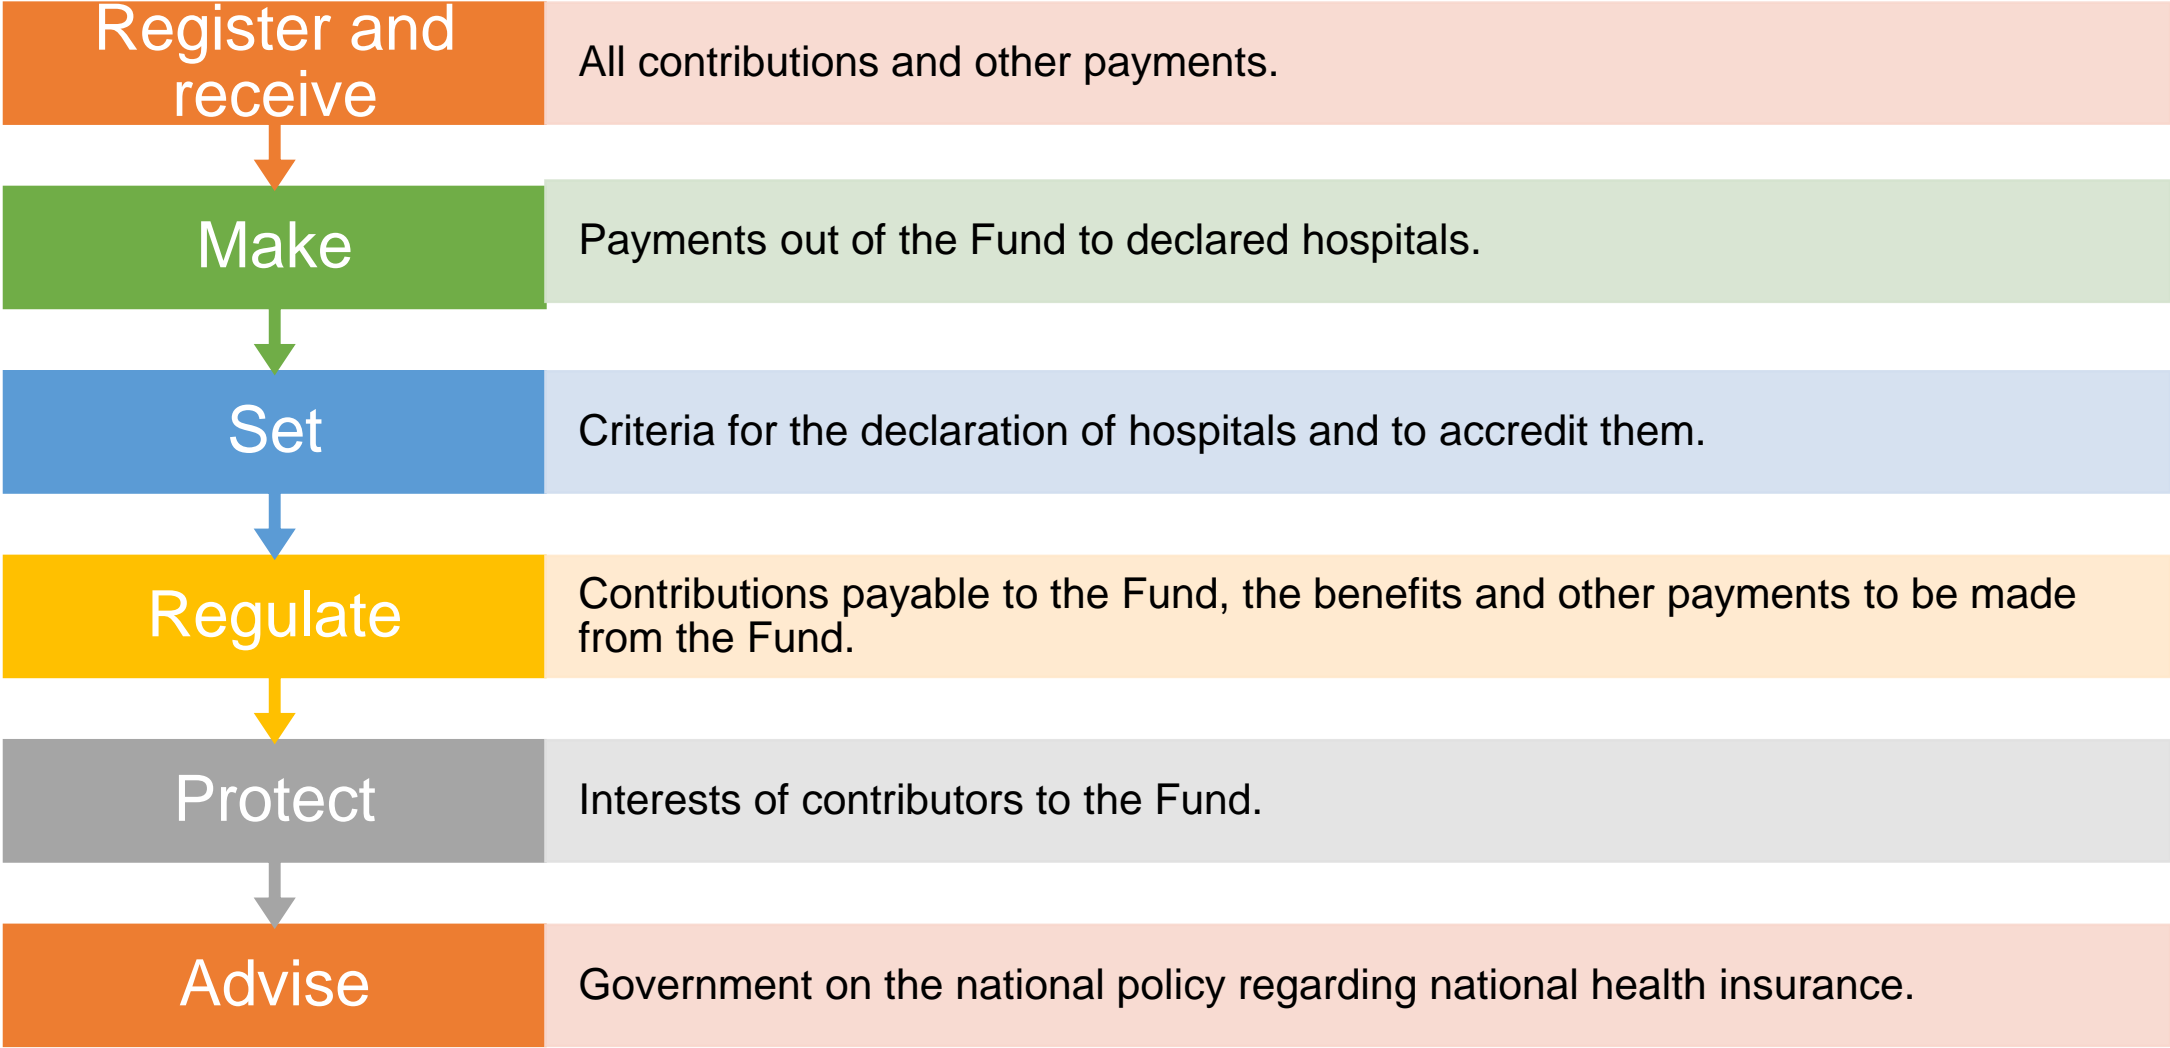 Register and
receive
All contributions and other payments.
Make
Payments out of the Fund to declared hospitals.
Set
Criteria for the declaration of hospitals and to accredit them.
Regulate
Contributions payable to the Fund, the benefits and other payments to be made
from the Fund.
Protect
Interests of contributors to the Fund.
Advise
Government on the national policy regarding national health insurance.